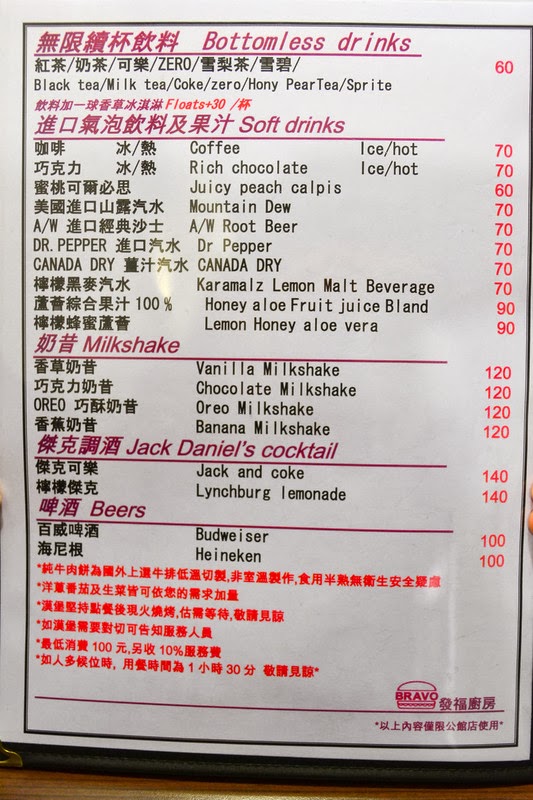 無限續杯飲料 Bottomless drinks
紅茶/奶茶/可樂/ZERO/雪梨茶/雪碧/ 60
Black tea/Milk tea/Coke/zero/Hony PearTea/Sprite
飲料加一球香草冰淇淋 Floats+30 /杯
進口氣泡飲料及果汁 Soft drinks
咖啡 冰/熱 Coffee Ice/hot 70
巧克力 冰/熱 Rich chocolate Ice/hot 70
蜜桃可爾必思 Juicy peach calpis 60
美國進口山露汽水 Mountain Dew 70
A/W 進口經典沙士 A/W Root Beer 70
DR.PEPPER 進口汽水 Dr Pepper 70
CANADA DRY 薑汁汽水 CANADA DRY 70
檸檬黑麥汽水 Karamalz Lemon Malt Beverage 70
蘆薈綜合果汁 100% Honey aloe Fruit juice Bland 90
檸檬蜂蜜蘆薈 Lemon Honey aloe vera 90
奶昔 Milkshake
香草奶昔 Vanilla Milkshake 120
巧克力奶昔 Chocolate Milkshake 120
OREO 巧酥奶昔 Oreo Milkshake 120
香蕉奶昔 Banana Milkshake 120
傑克調酒 Jack Daniel's cocktail
傑克可樂 Jack and coke 140
檸檬傑克 Lynchburg lemonade 140
啤酒 Beers
百威啤酒 Budweiser 100
海尼根 Heineken 100
*純牛肉餅為國外上選牛排低溫切製,非室溫製作,食用半熟無衛生安全疑慮
*洋蔥番茄及生菜皆可依您的需求加量
*漢堡堅持點餐後現火燒烤,估需等待,敬請見諒
*如漢堡需要對切可告知服務人員
*最低消費 100 元,另收 10%服務費
*如人多候位時, 用餐時間為 1 小時 30 分 敬請見諒*
BRAVO 發福廚房
*以上內容僅限公館店使用*